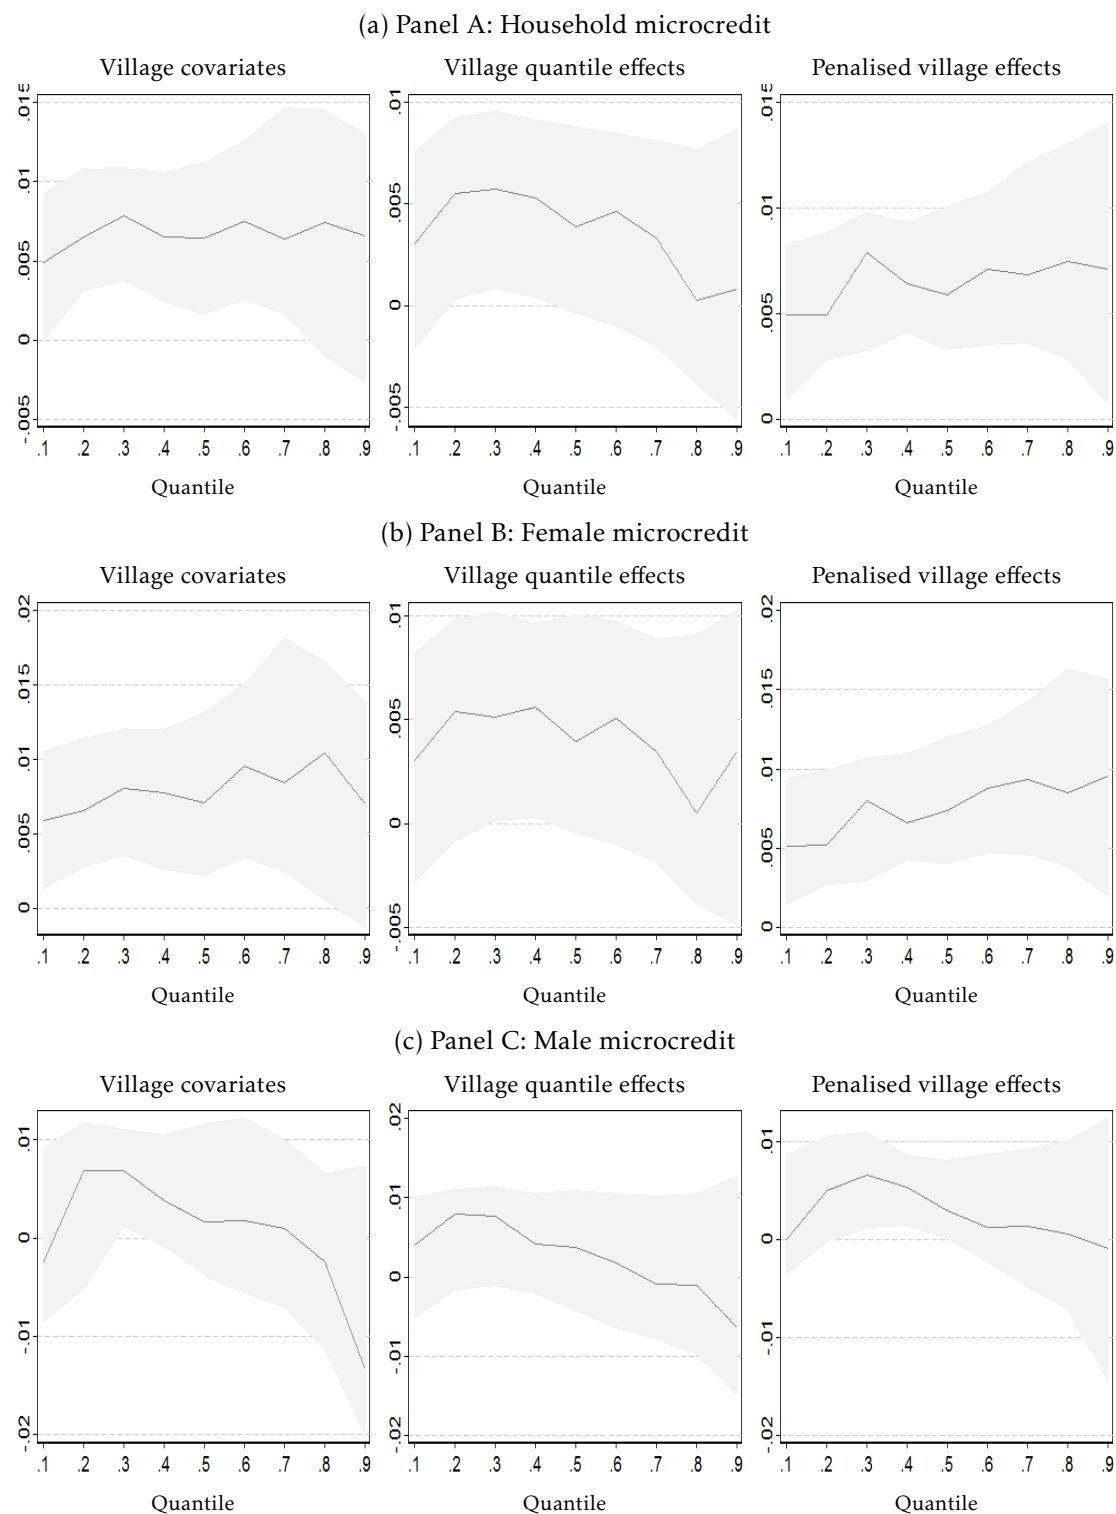 (a) Panel A: Household microcredit
Village covariates
Village quantile effects
Penalised village effects
.015
.01
.005
0
-.005
.1 .2 .3 .4 .5 .6 .7 .8 .9
Quantile
.01
.005
0
-.005
.1 .2 .3 .4 .5 .6 .7 .8 .9
Quantile
.015
.01
.005
0
.1 .2 .3 .4 .5 .6 .7 .8 .9
Quantile
(b) Panel B: Female microcredit
Village covariates
Village quantile effects
Penalised village effects
.02
.015
.01
.005
0
.1 .2 .3 .4 .5 .6 .7 .8 .9
Quantile
.01
.005
0
-.005
.1 .2 .3 .4 .5 .6 .7 .8 .9
Quantile
.02
.015
.01
.005
0
.1 .2 .3 .4 .5 .6 .7 .8 .9
Quantile
(c) Panel C: Male microcredit
Village covariates
Village quantile effects
Penalised village effects
.01
0
-.01
-.02
.1 .2 .3 .4 .5 .6 .7 .8 .9
Quantile
.02
.01
0
-.01
-.02
.1 .2 .3 .4 .5 .6 .7 .8 .9
Quantile
.01
0
-.01
-.02
.1 .2 .3 .4 .5 .6 .7 .8 .9
Quantile